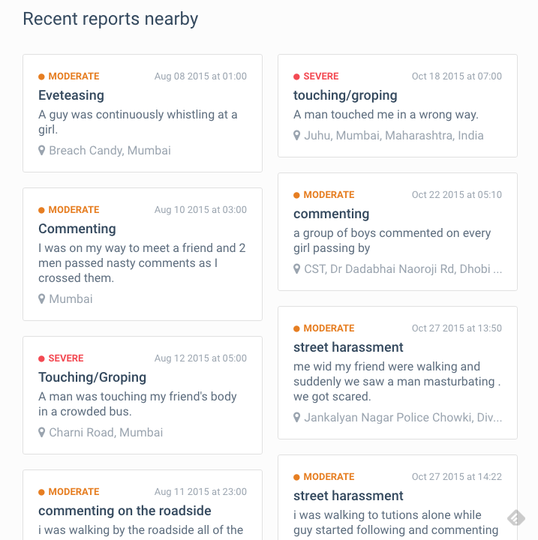 Recent reports nearby
MODERATE Aug 08 2015 at 01:00
Eveteasing
A guy was continuously whistling at a
girl.
Breach Candy, Mumbai
MODERATE Aug 10 2015 at 03:00
Commenting
I was on my way to meet a friend and 2
men passed nasty comments as I
crossed them.
Mumbai
SEVERE Aug 12 2015 at 05:00
Touching/Groping
A man was touching my friend's body
in a crowded bus.
Charni Road, Mumbai
MODERATE Aug 11 2015 at 23:00
commenting on the roadside
i was walking by the roadside all of the
SEVERE Oct 18 2015 at 07:00
touching/groping
A man touched me in a wrong way.
Juhu, Mumbai, Maharashtra, India
MODERATE Oct 22 2015 at 05:10
commenting
a group of boys commented on every
girl passing by
CST, Dr Dadabhai Naoroji Rd, Dhobi ...
MODERATE Oct 27 2015 at 13:50
street harassment
me wid my friend were walking and
suddenly we saw a man masturbating .
we got scared.
Jankalyan Nagar Police Chowki, Div...
MODERATE Oct 27 2015 at 14:22
street harassment
i was walking to tutions alone while
guy started following and commenting